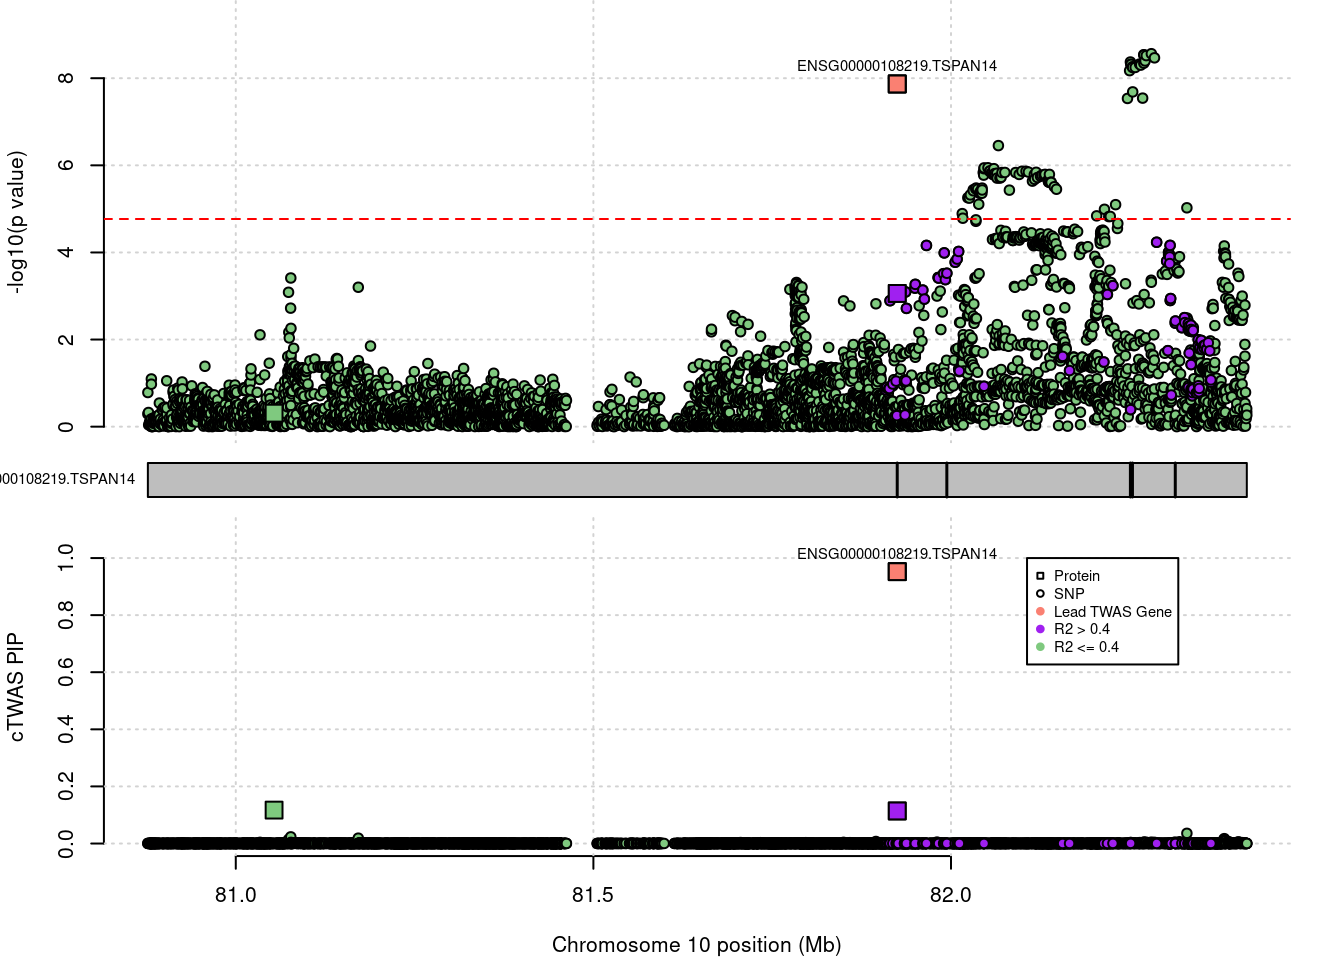 ENSG00000108219.TSPAN14
-log10(p value)
8
6
4
2
0
000108219.TSPAN14
ENSG00000108219.TSPAN14
cTWAS PIP
1.0
0.8
0.6
0.4
0.2
0.0
Protein
SNP
Lead TWAS Gene
R2 > 0.4
R2 <= 0.4
81.0 81.5 82.0
Chromosome 10 position (Mb)